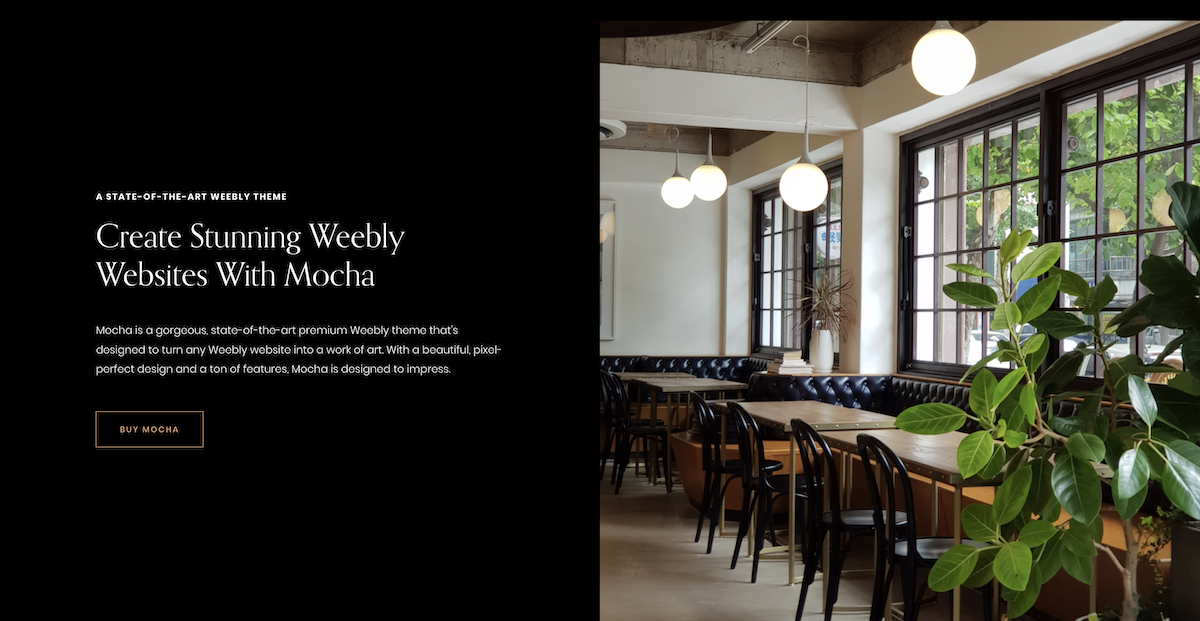 A STATE-OF-THE-ART WEEBLY THEME
Create Stunning Weebly
Websites With Mocha
Mocha is a gorgeous, state-of-the-art premium Weebly theme that's
designed to turn any Weebly website into a work of art. With a beautiful, pixel-
perfect design and a ton of features, Mocha is designed to impress.
BUY MOCHA